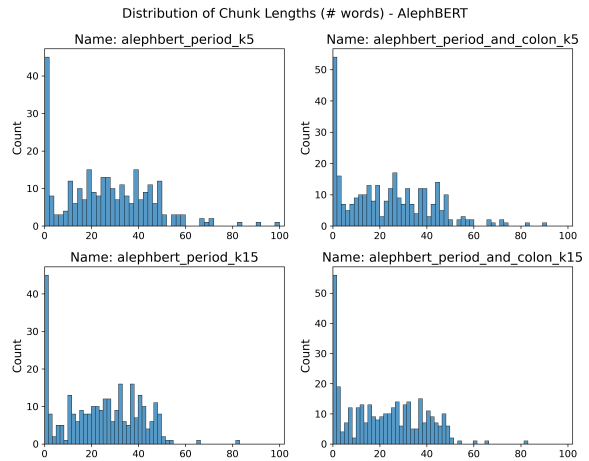 Distribution of Chunk Lengths (# words) - AlephBERT
Name: alephbert_period_k5
Count
0 10 20 30 40
0 20 40 60 80 100
Name: alephbert_period_and_colon_k5
Count
0 10 20 30 40 50
0 20 40 60 80 100
Name: alephbert_period_k15
Count
0 10 20 30 40
0 20 40 60 80 100
Name: alephbert_period_and_colon_k15
Count
0 10 20 30 40 50
0 20 40 60 80 100